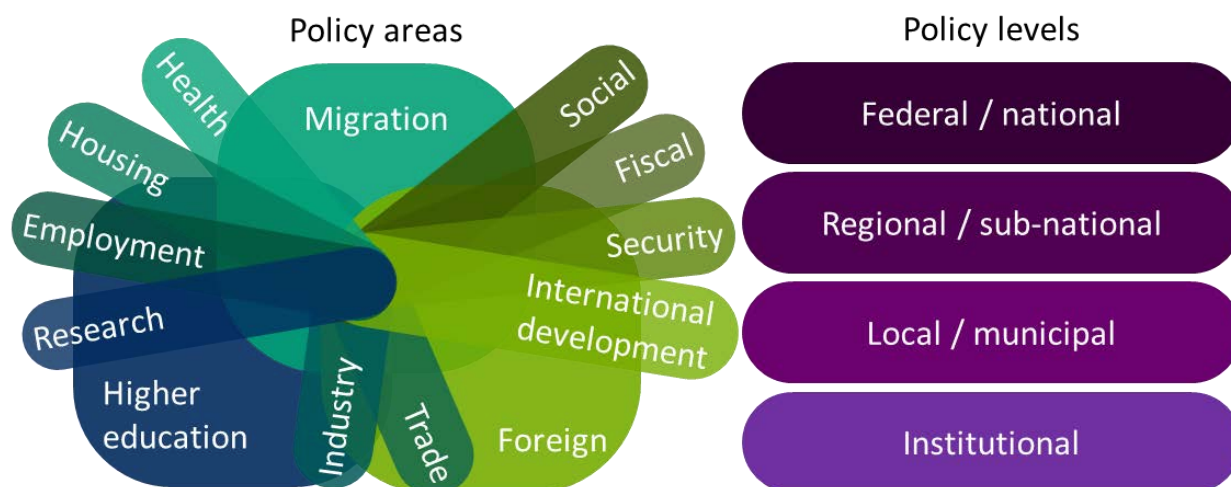 Policy areas
Health
Housing
Employment
Research
Higher
education
Migration
Industry
Trade
Foreign
Social
Fiscal
Security
International
development
Policy levels
Federal / national
Regional / sub-national
Local / municipal
Institutional